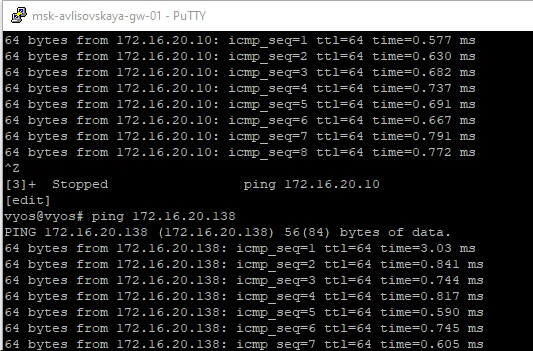 msk-avlisovskaya-gw-01 - PuTTY
64 bytes from 172.16.20.10: icmp_seq=1 ttl=64 time=0.577 ms
64 bytes from 172.16.20.10: icmp_seq=2 ttl=64 time=0.630 ms
64 bytes from 172.16.20.10: icmp_seq=3 ttl=64 time=0.682 ms
64 bytes from 172.16.20.10: icmp_seq=4 ttl=64 time=0.737 ms
64 bytes from 172.16.20.10: icmp_seq=5 ttl=64 time=0.691 ms
64 bytes from 172.16.20.10: icmp_seq=6 ttl=64 time=0.667 ms
64 bytes from 172.16.20.10: icmp_seq=7 ttl=64 time=0.791 ms
64 bytes from 172.16.20.10: icmp_seq=8 ttl=64 time=0.772 ms
^Z
[3]+  Stopped                 ping 172.16.20.10
[edit]
vyos@vyos# ping 172.16.20.138
PING 172.16.20.138 (172.16.20.138) 56(84) bytes of data.
64 bytes from 172.16.20.138: icmp_seq=1 ttl=64 time=3.03 ms
64 bytes from 172.16.20.138: icmp_seq=2 ttl=64 time=0.841 ms
64 bytes from 172.16.20.138: icmp_seq=3 ttl=64 time=0.744 ms
64 bytes from 172.16.20.138: icmp_seq=4 ttl=64 time=0.817 ms
64 bytes from 172.16.20.138: icmp_seq=5 ttl=64 time=0.590 ms
64 bytes from 172.16.20.138: icmp_seq=6 ttl=64 time=0.745 ms
64 bytes from 172.16.20.138: icmp_seq=7 ttl=64 time=0.605 ms